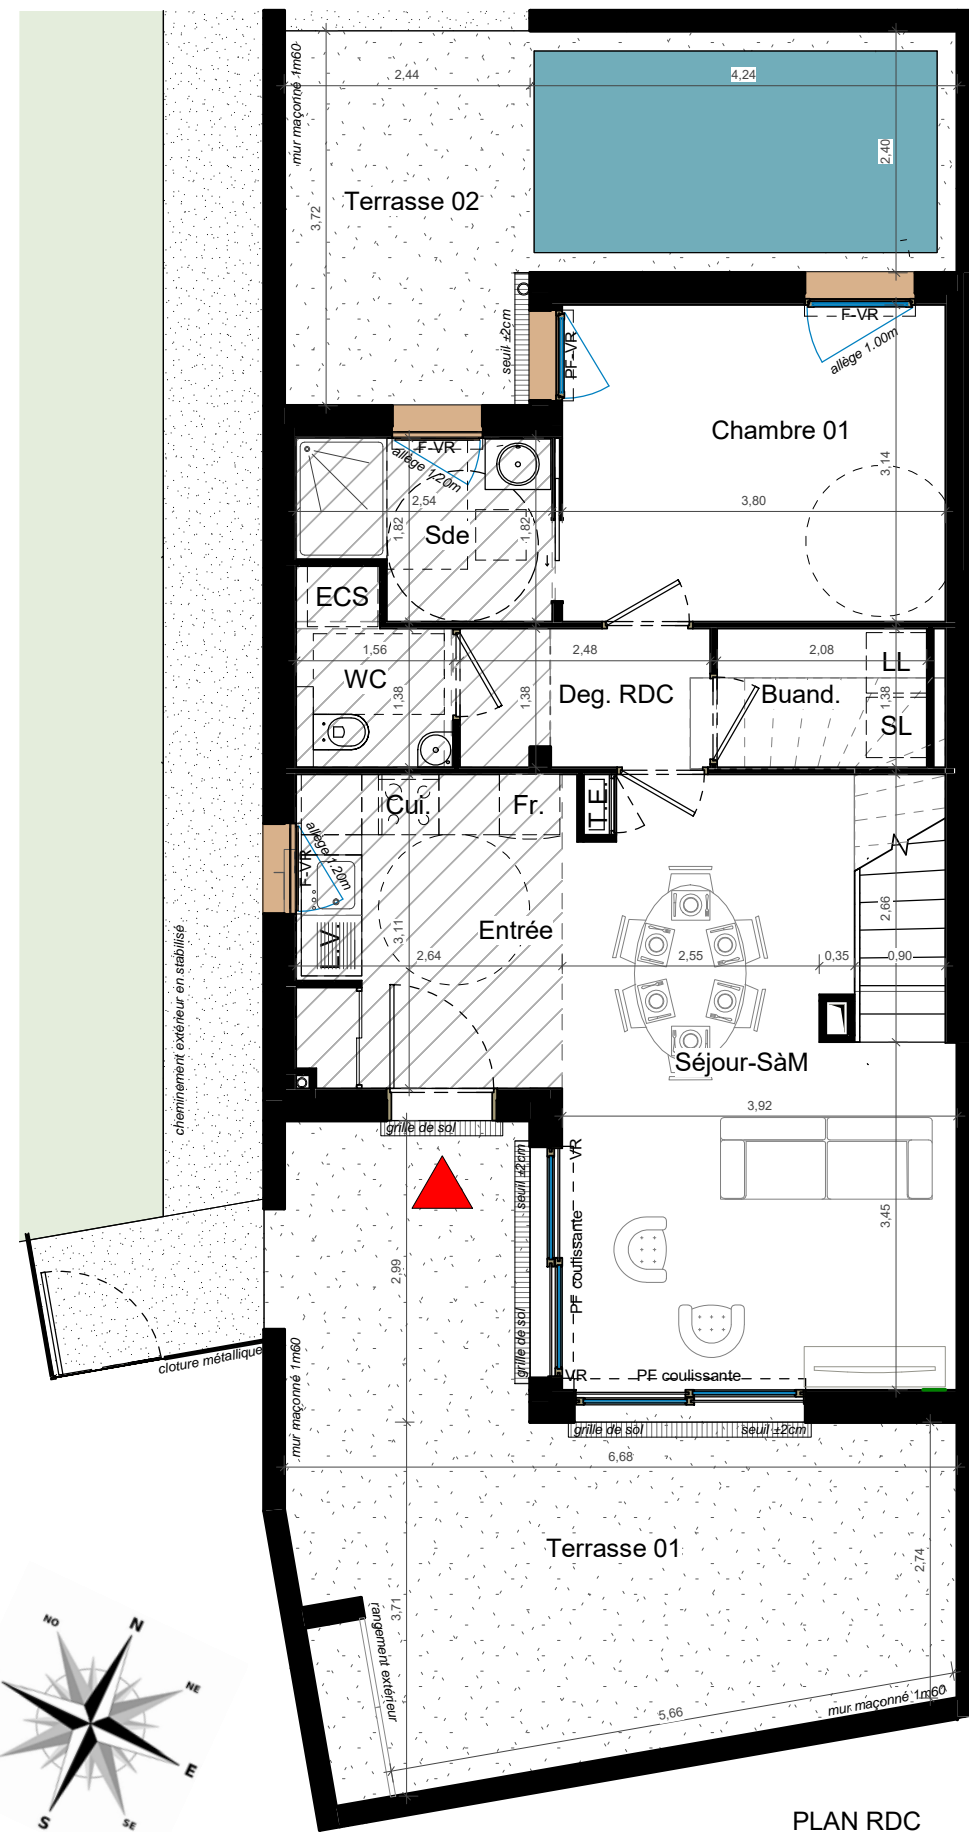 mur maçonné 1m60
2,44
4,24
2,40
Terrasse 02
3,72
seuil ±2cm
PF-VR
F-VR
allège 1.00m
Chambre 01
3,14
F-VR
allège 1.20m
2,54
3,80
1,82
Sde
1,82
ECS
1,56
2,48
2,08
WC
LL
Deg. RDC
Buand.
1,38
1,38
1,38
SL
Cui.
Fr.
T.E.
allège 1.20m
F-VR
L.V.
2,66
Entrée
3,11
2,64
2,55
0,35
0,90
cheminement extérieur en stabilisé
Séjour-SàM
3,92
grille de sol
seuil ±2cm
VR
PF coulissante
3,45
2,99
grille de sol
cloture métallique
mur maçonné 1m60
VR
PF coulissante
grille de sol
seuil ±2cm
6,68
Terrasse 01
2,74
3,71
rangement extérieur
5,66
mur maçonné 1m60
NO
N
NE
E
SE
S
PLAN RDC